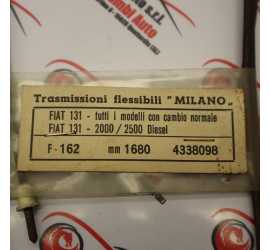 Trasmissioni flessibili "MILANO"
FIAT 131 - tutti i modelli con cambio normale
FIAT 131 - 2000 / 2500 Diesel
F - 162 mm 1680 4338098